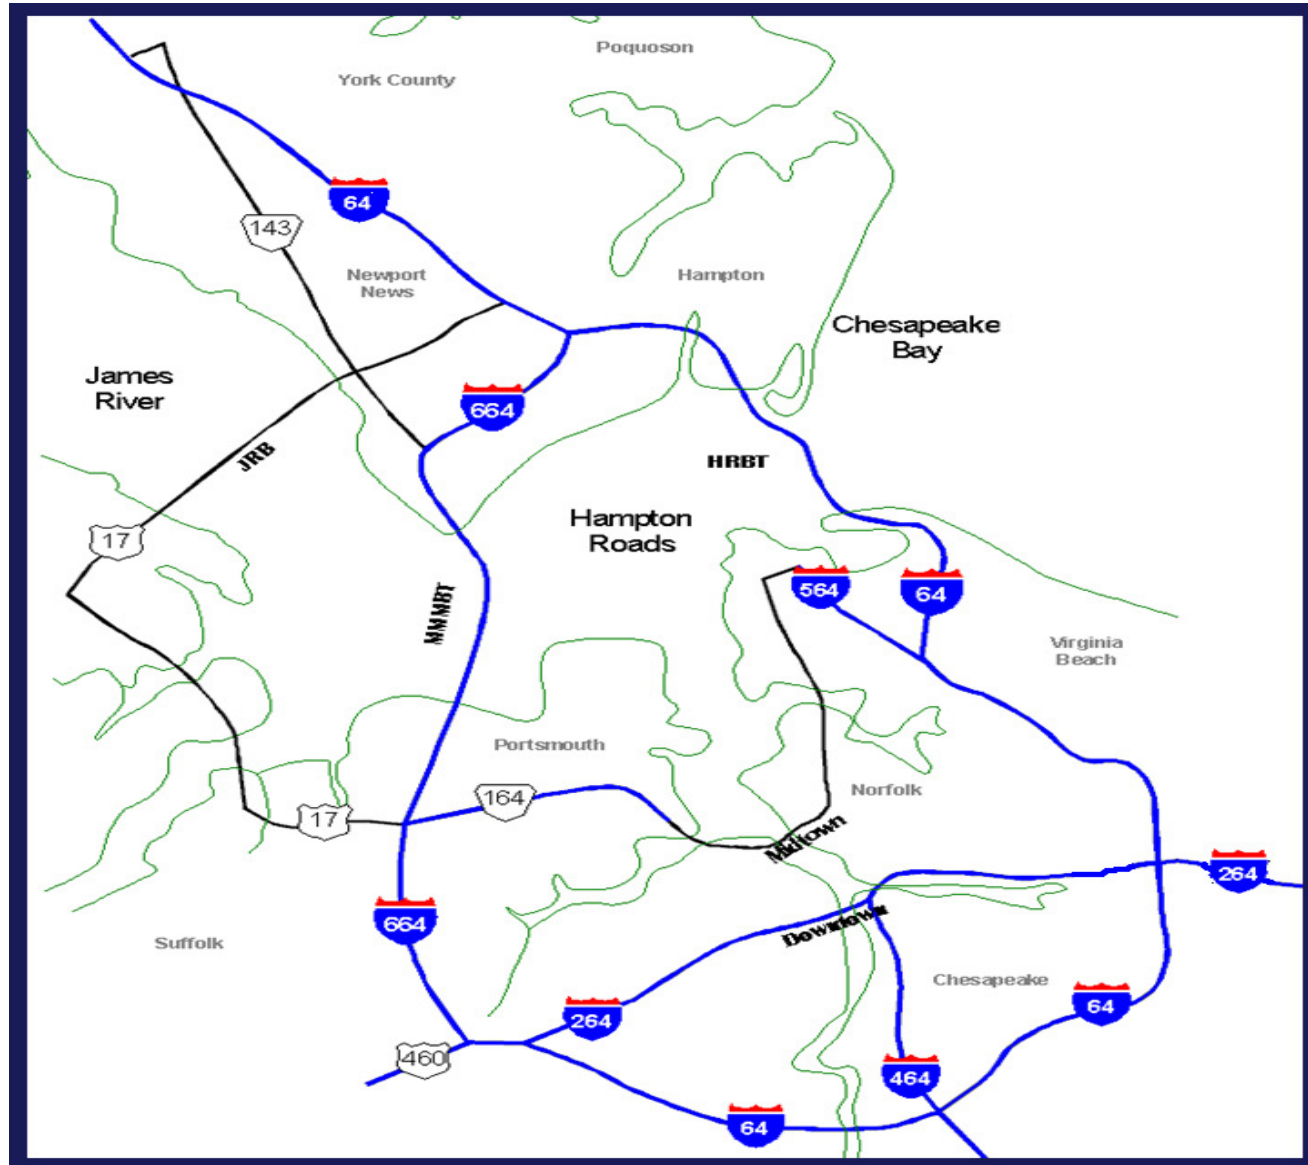 Poquoson
York County
64
143
Newport
News
Hampton
Chesapeake
Bay
James
River
664
JRB
HRBT
Hampton
Roads
17
564
64
MMMBT
Virginia
Beach
Portsmouth
164
Norfolk
17
Midtown
264
664
Downtown
Suffolk
Chesapeake
64
264
460
464
64